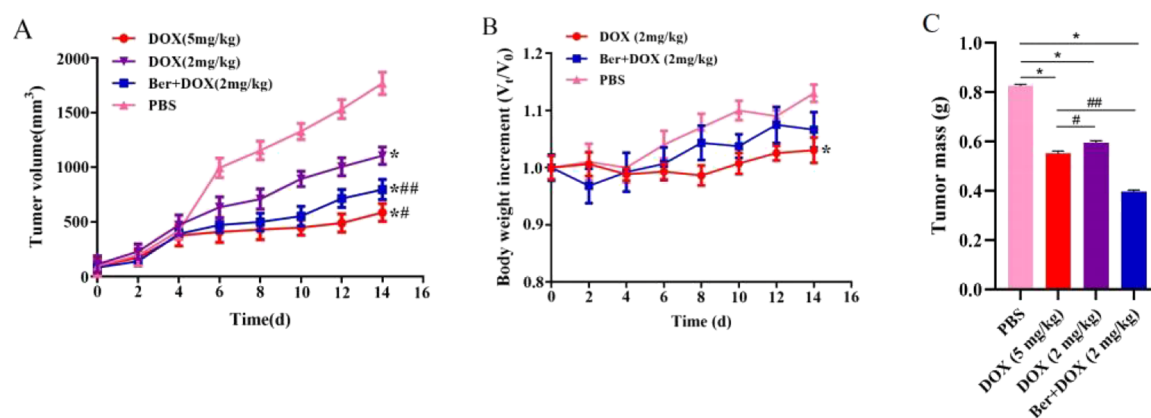 A
DOX(5mg/kg)
DOX(2mg/kg)
Ber+DOX(2mg/kg)
PBS
Tumer volume(mm³)
2000
1500
1000
500
0
*
*##
*#
0 2 4 6 8 10 12 14 16
Time(d)
B
DOX (2mg/kg)
Ber+DOX (2mg/kg)
PBS
Body weight increment (Vt/V0)
1.2
1.1
1.0
0.9
0.8
*
0 2 4 6 8 10 12 14 16
Time (d)
C
Tumor mass (g)
1.0
0.8
0.6
0.4
0.2
0.0
*
*
*
##
#
PBS
DOX (5 mg/kg)
DOX (2 mg/kg)
Ber+DOX (2 mg/kg)